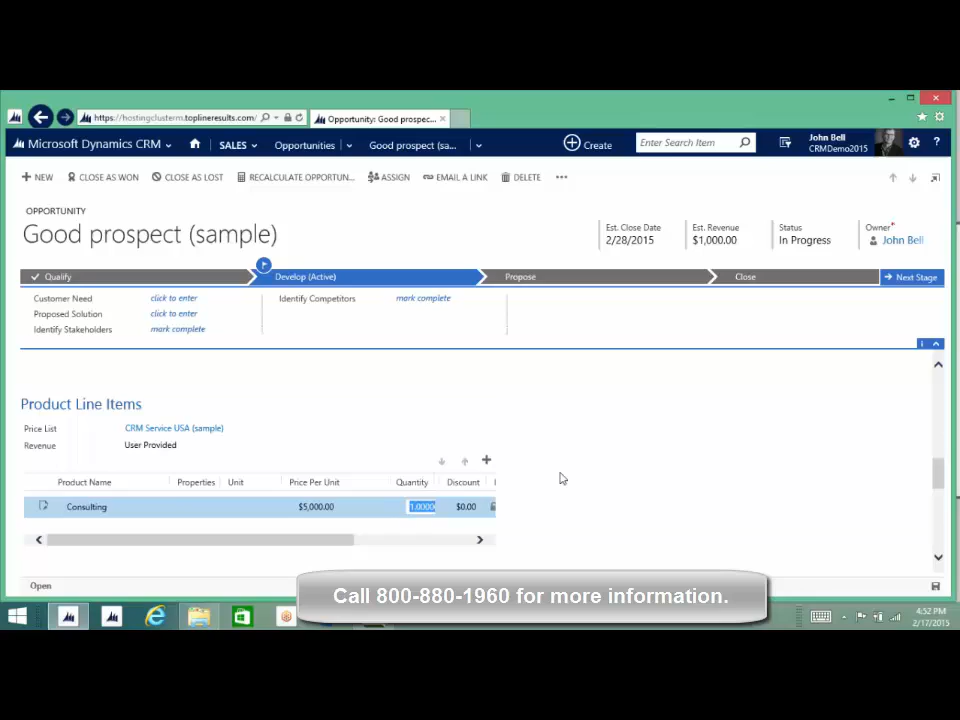 https://hostingclusterm.toplineresults.com/
Opportunity: Good prospec...
Microsoft Dynamics CRM
SALES
Opportunities
Good prospect (sa...
Create
Enter Search Item
John Bell
CRMDemo2015
?
NEW
CLOSE AS WON
CLOSE AS LOST
RECALCULATE OPPORTUN...
ASSIGN
EMAIL A LINK
DELETE
OPPORTUNITY
Good prospect (sample)
Est. Close Date
2/28/2015
Est. Revenue
$1,000.00
Status
In Progress
Owner*
John Bell
Qualify
Develop (Active)
Propose
Close
Next Stage
Customer Need click to enter
Proposed Solution click to enter
Identify Stakeholders mark complete
Identify Competitors mark complete
Product Line Items
Price List CRM Service USA (sample)
Revenue User Provided
Product Name Properties Unit Price Per Unit Quantity Discount
Consulting $5,000.00 1.0000 $0.00
Open
Call 800-880-1960 for more information.
4:52 PM
2/17/2015